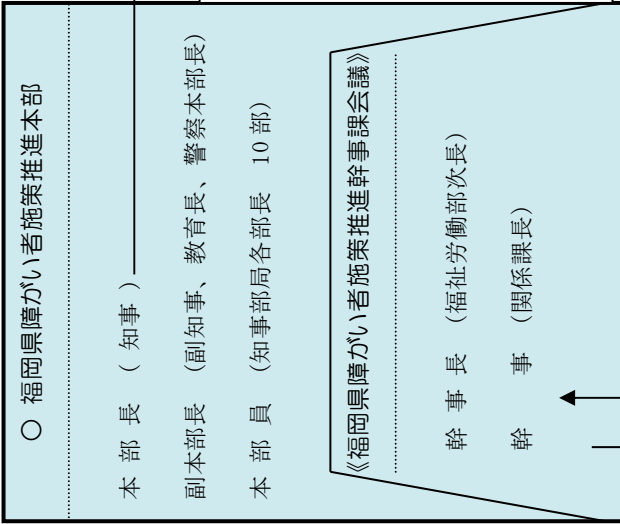 ○ 福岡県障がい者施策推進本部
本 部 長 ( 知事 )
副本部長 (副知事、教育長、警察本部長)
本 部 員 (知事部局各部長 10 部)
《福岡県障がい者施策推進幹事課会議》
幹 事 長 (福祉労働部次長)
幹 事 (関係課長)